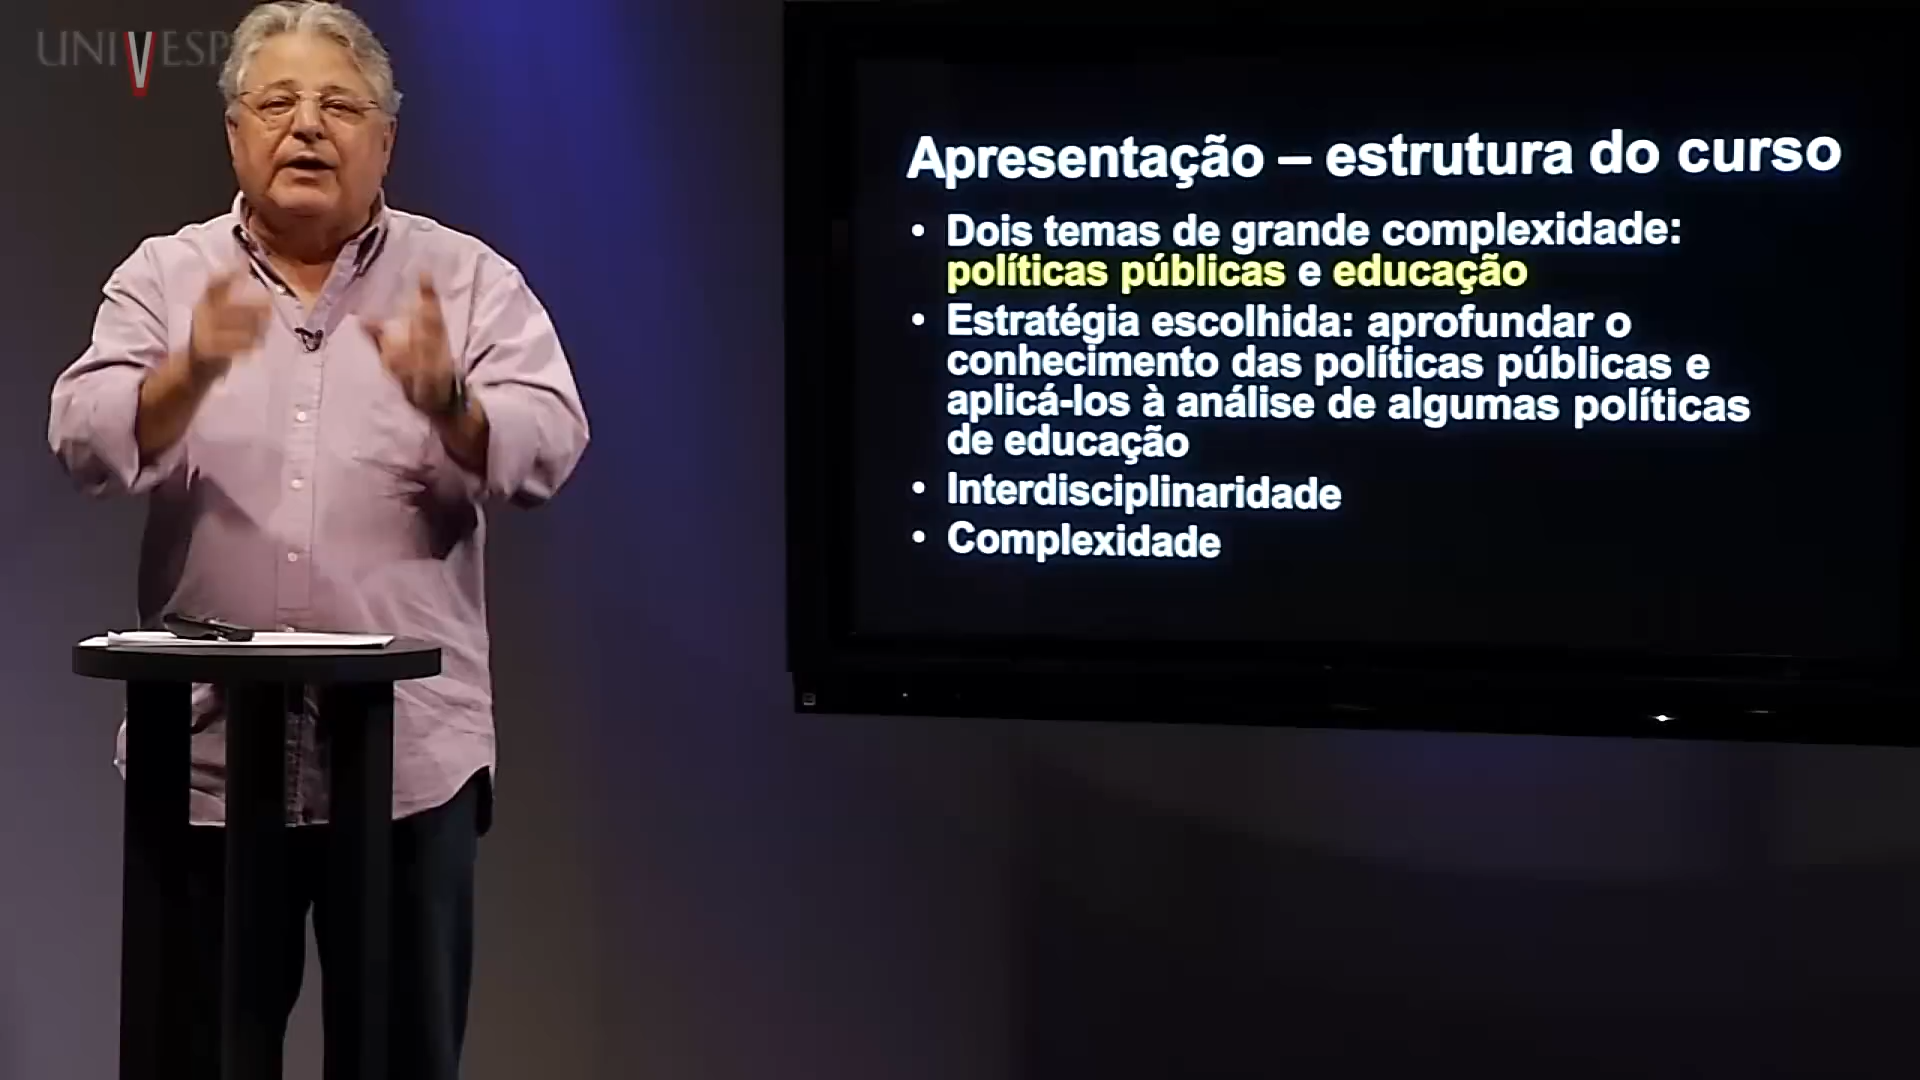 UNIVESP
Apresentação – estrutura do curso
• Dois temas de grande complexidade:
políticas públicas e educação
• Estratégia escolhida: aprofundar o
conhecimento das políticas públicas e
aplicá-los à análise de algumas políticas
de educação
• Interdisciplinaridade
• Complexidade